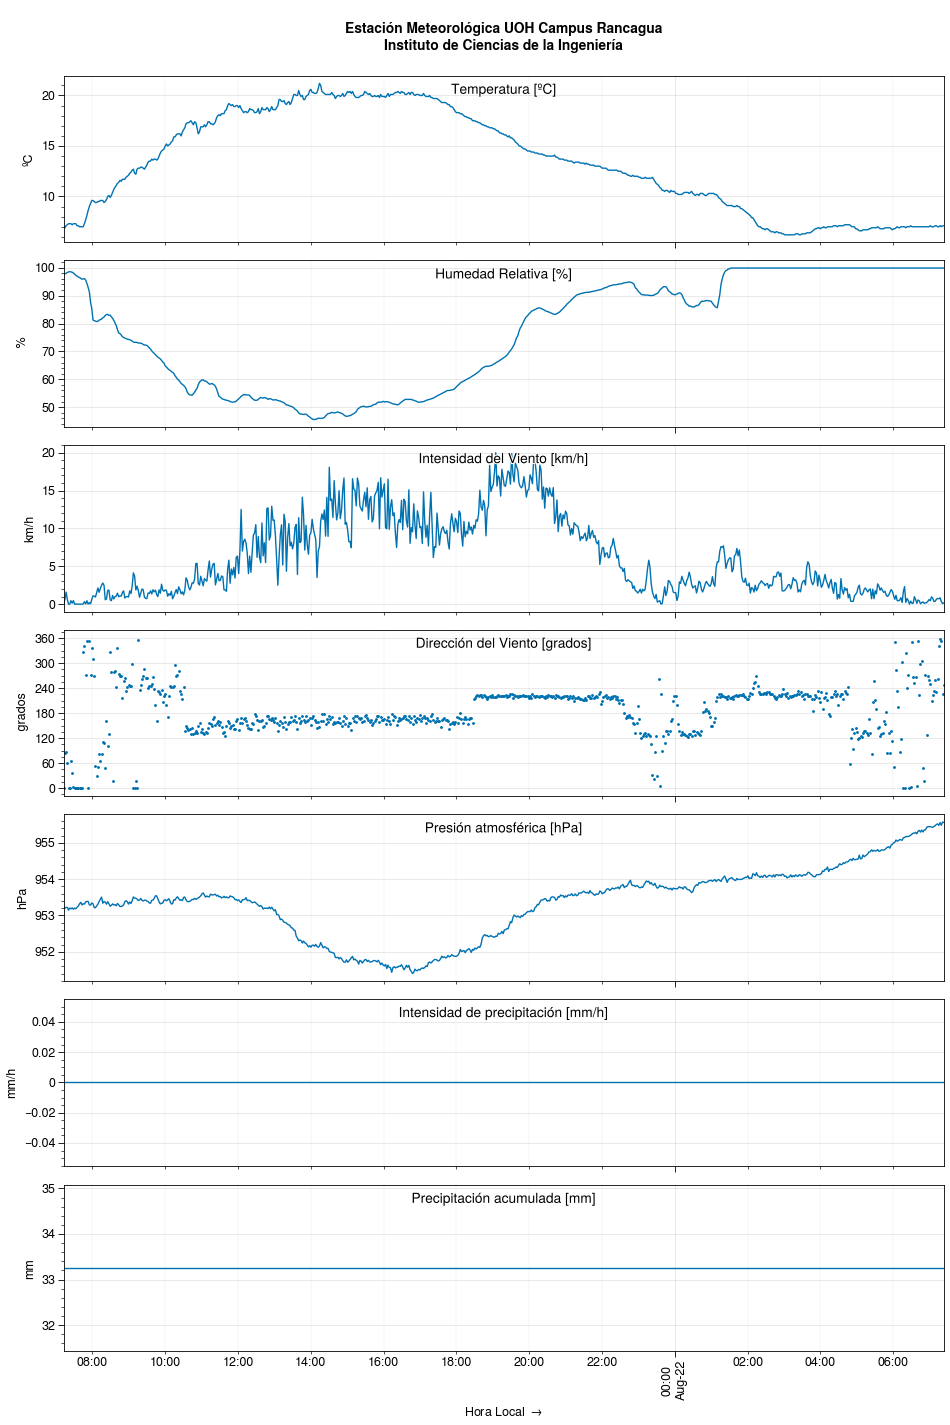 Estación Meteorológica UOH Campus Rancagua
Instituto de Ciencias de la Ingeniería
Temperatura [ºC]
20
15
10
ºC
Humedad Relativa [%]
100
90
80
70
60
50
%
Intensidad del Viento [km/h]
20
15
10
5
0
km/h
Dirección del Viento [grados]
360
300
240
180
120
60
0
grados
Presión atmosférica [hPa]
955
954
953
952
hPa
Intensidad de precipitación [mm/h]
0.04
0.02
0
−0.02
−0.04
mm/h
Precipitación acumulada [mm]
35
34
33
32
mm
08:00 10:00 12:00 14:00 16:00 18:00 20:00 22:00 00:00 02:00 04:00 06:00
Aug-22
Hora Local →